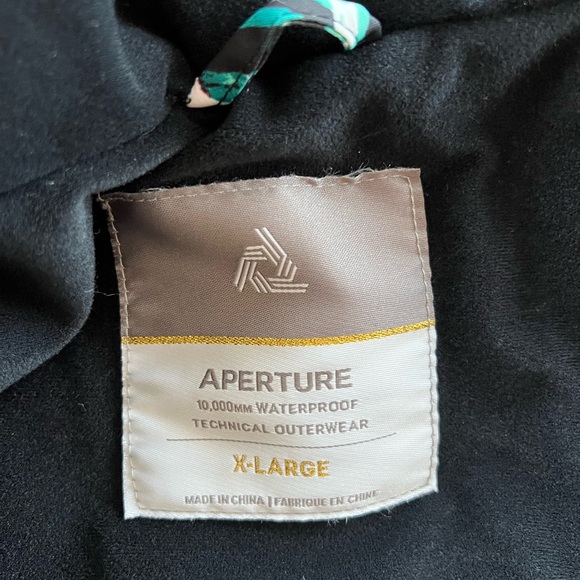 APERTURE
10,000MM WATERPROOF
TECHNICAL OUTERWEAR
X-LARGE
MADE IN CHINA | FABRIQUE EN CHINE